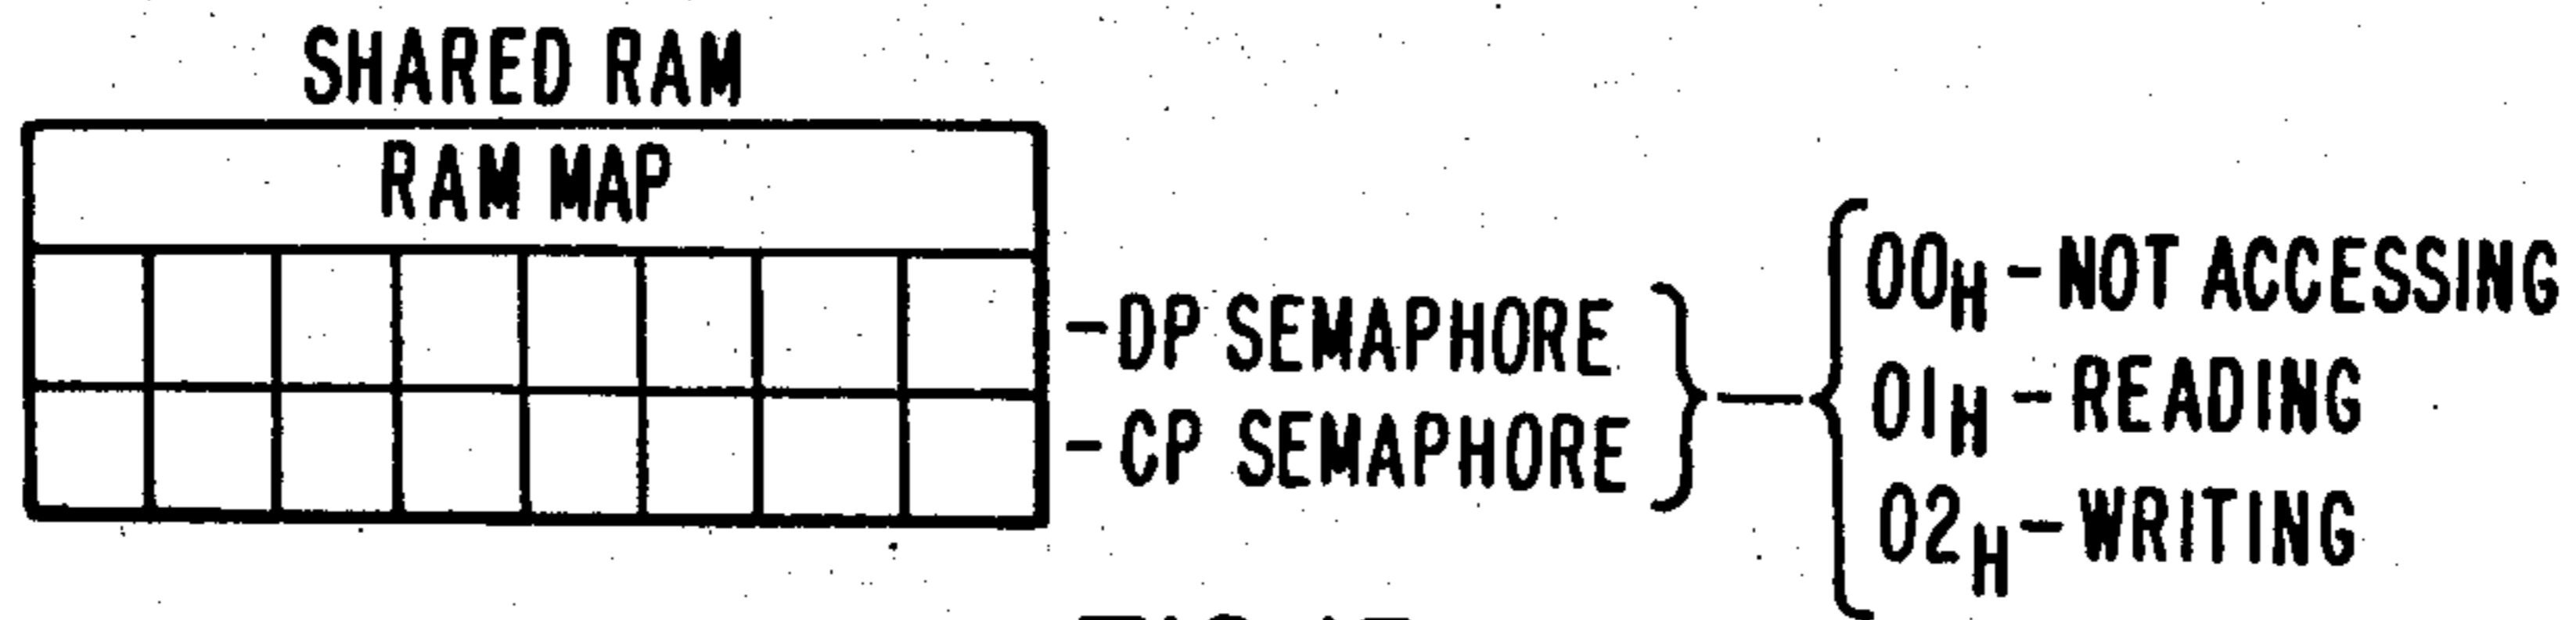 SHARED RAM
RAM MAP
-DP SEMAPHORE
-CP SEMAPHORE
00H-NOT ACCESSING
01H-READING
02H-WRITING